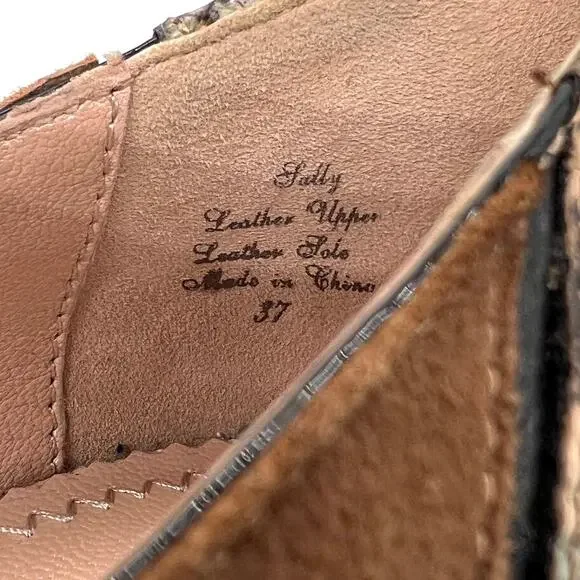 Sally
Leather Upper
Leather Sole
Made in China
37